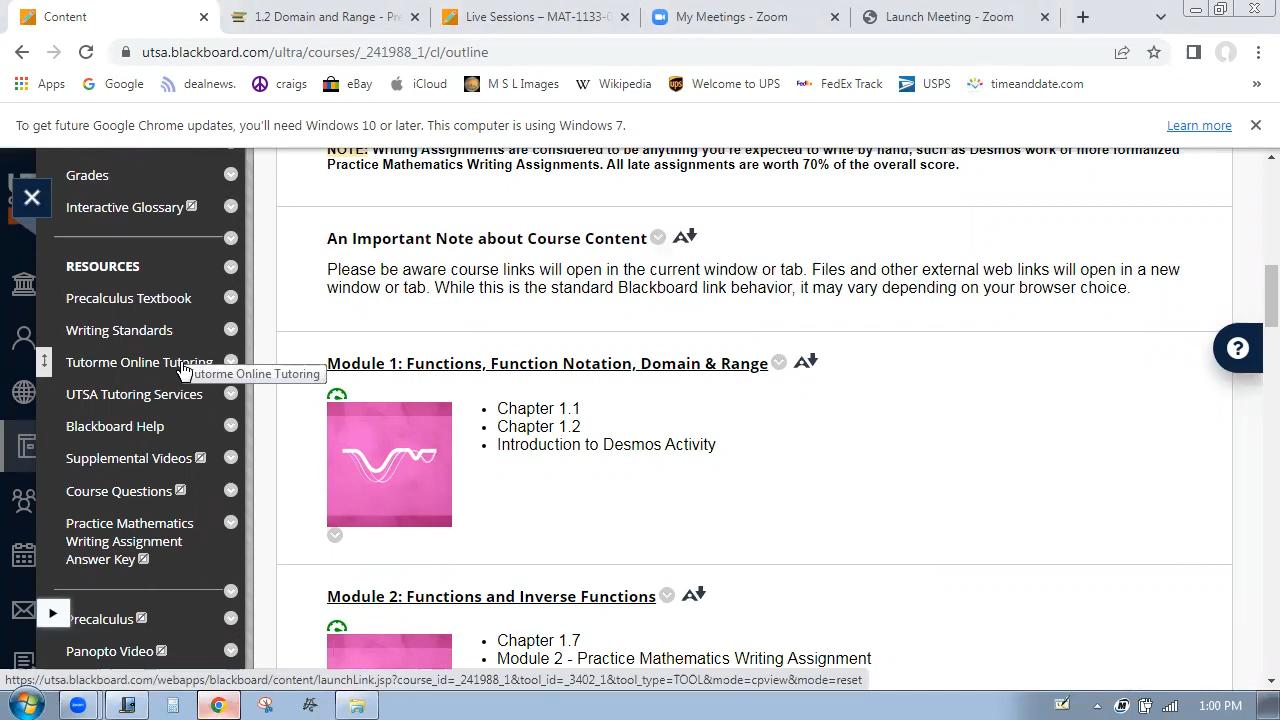 Content
1.2 Domain and Range - Pre
Live Sessions – MAT-1133-0
My Meetings - Zoom
Launch Meeting - Zoom
utsa.blackboard.com/ultra/courses/_241988_1/cl/outline
Apps
Google
dealnews.
craigs
eBay
iCloud
M S L Images
W Wikipedia
Welcome to UPS
FedEx Track
USPS
timeanddate.com
»
To get future Google Chrome updates, you'll need Windows 10 or later. This computer is using Windows 7.
Learn more
NOTE: Writing Assignments are considered to be anything you're expected to write by hand, such as Desmos work or more formalized
Practice Mathematics Writing Assignments. All late assignments are worth 70% of the overall score.
Grades
Interactive Glossary
RESOURCES
Precalculus Textbook
Writing Standards
Tutorme Online Tutoring
utorme Online Tutoring
UTSA Tutoring Services
Blackboard Help
Supplemental Videos
Course Questions
Practice Mathematics
Writing Assignment
Answer Key
Precalculus
Panopto Video
An Important Note about Course Content
Please be aware course links will open in the current window or tab. Files and other external web links will open in a new
window or tab. While this is the standard Blackboard link behavior, it may vary depending on your browser choice.
Module 1: Functions, Function Notation, Domain & Range
• Chapter 1.1
• Chapter 1.2
• Introduction to Desmos Activity
Module 2: Functions and Inverse Functions
• Chapter 1.7
• Module 2 - Practice Mathematics Writing Assignment
?
https://utsa.blackboard.com/webapps/blackboard/content/launchLink.jsp?course_id=_241988_1&tool_id=_3402_1&tool_type=TOOL&mode=cpview&mode=reset
1:00 PM